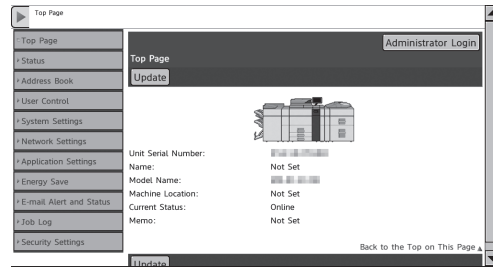 Top Page
Top Page
Status
Address Book
User Control
System Settings
Network Settings
Application Settings
Energy Save
E-mail Alert and Status
Job Log
Security Settings
Administrator Login
Top Page
Update
Unit Serial Number:
Name: Not Set
Model Name:
Machine Location: Not Set
Current Status: Online
Memo: Not Set
Back to the Top on This Page ▲
Update